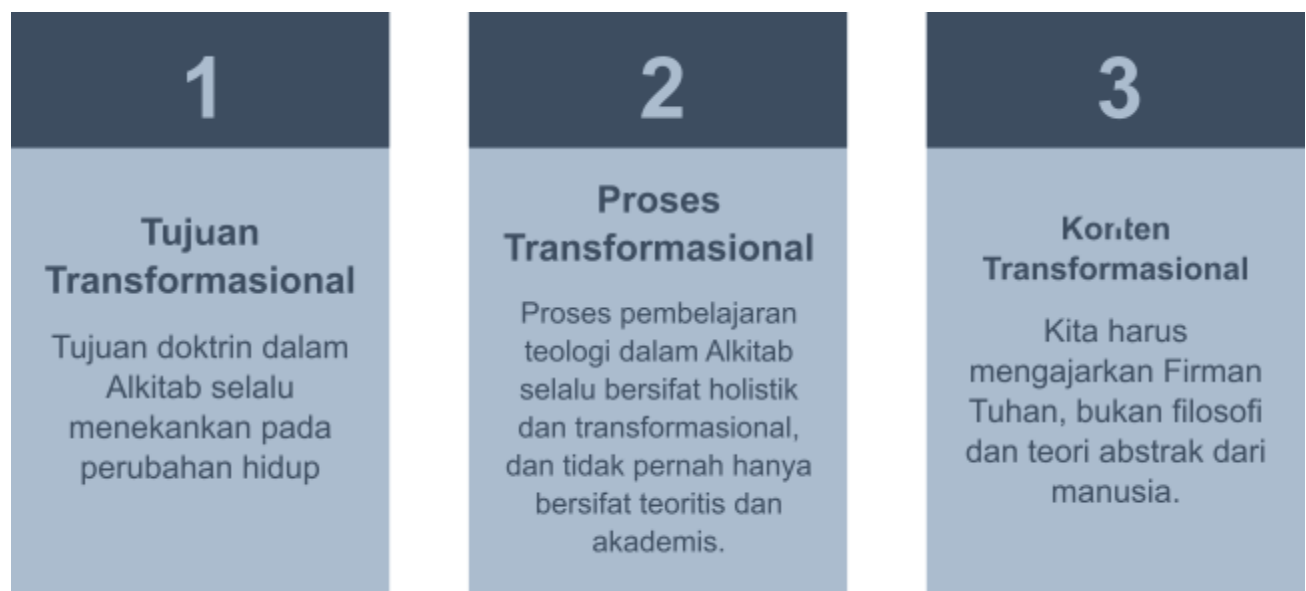 1
Tujuan
Transformasional
Tujuan doktrin dalam
Alkitab selalu
menekankan pada
perubahan hidup
2
Proses
Transformasional
Proses pembelajaran
teologi dalam Alkitab
selalu bersifat holistik
dan transformasional,
dan tidak pernah hanya
bersifat teoritis dan
akademis.
3
Konten
Transformasional
Kita harus
mengajarkan Firman
Tuhan, bukan filosofi
dan teori abstrak dari
manusia.